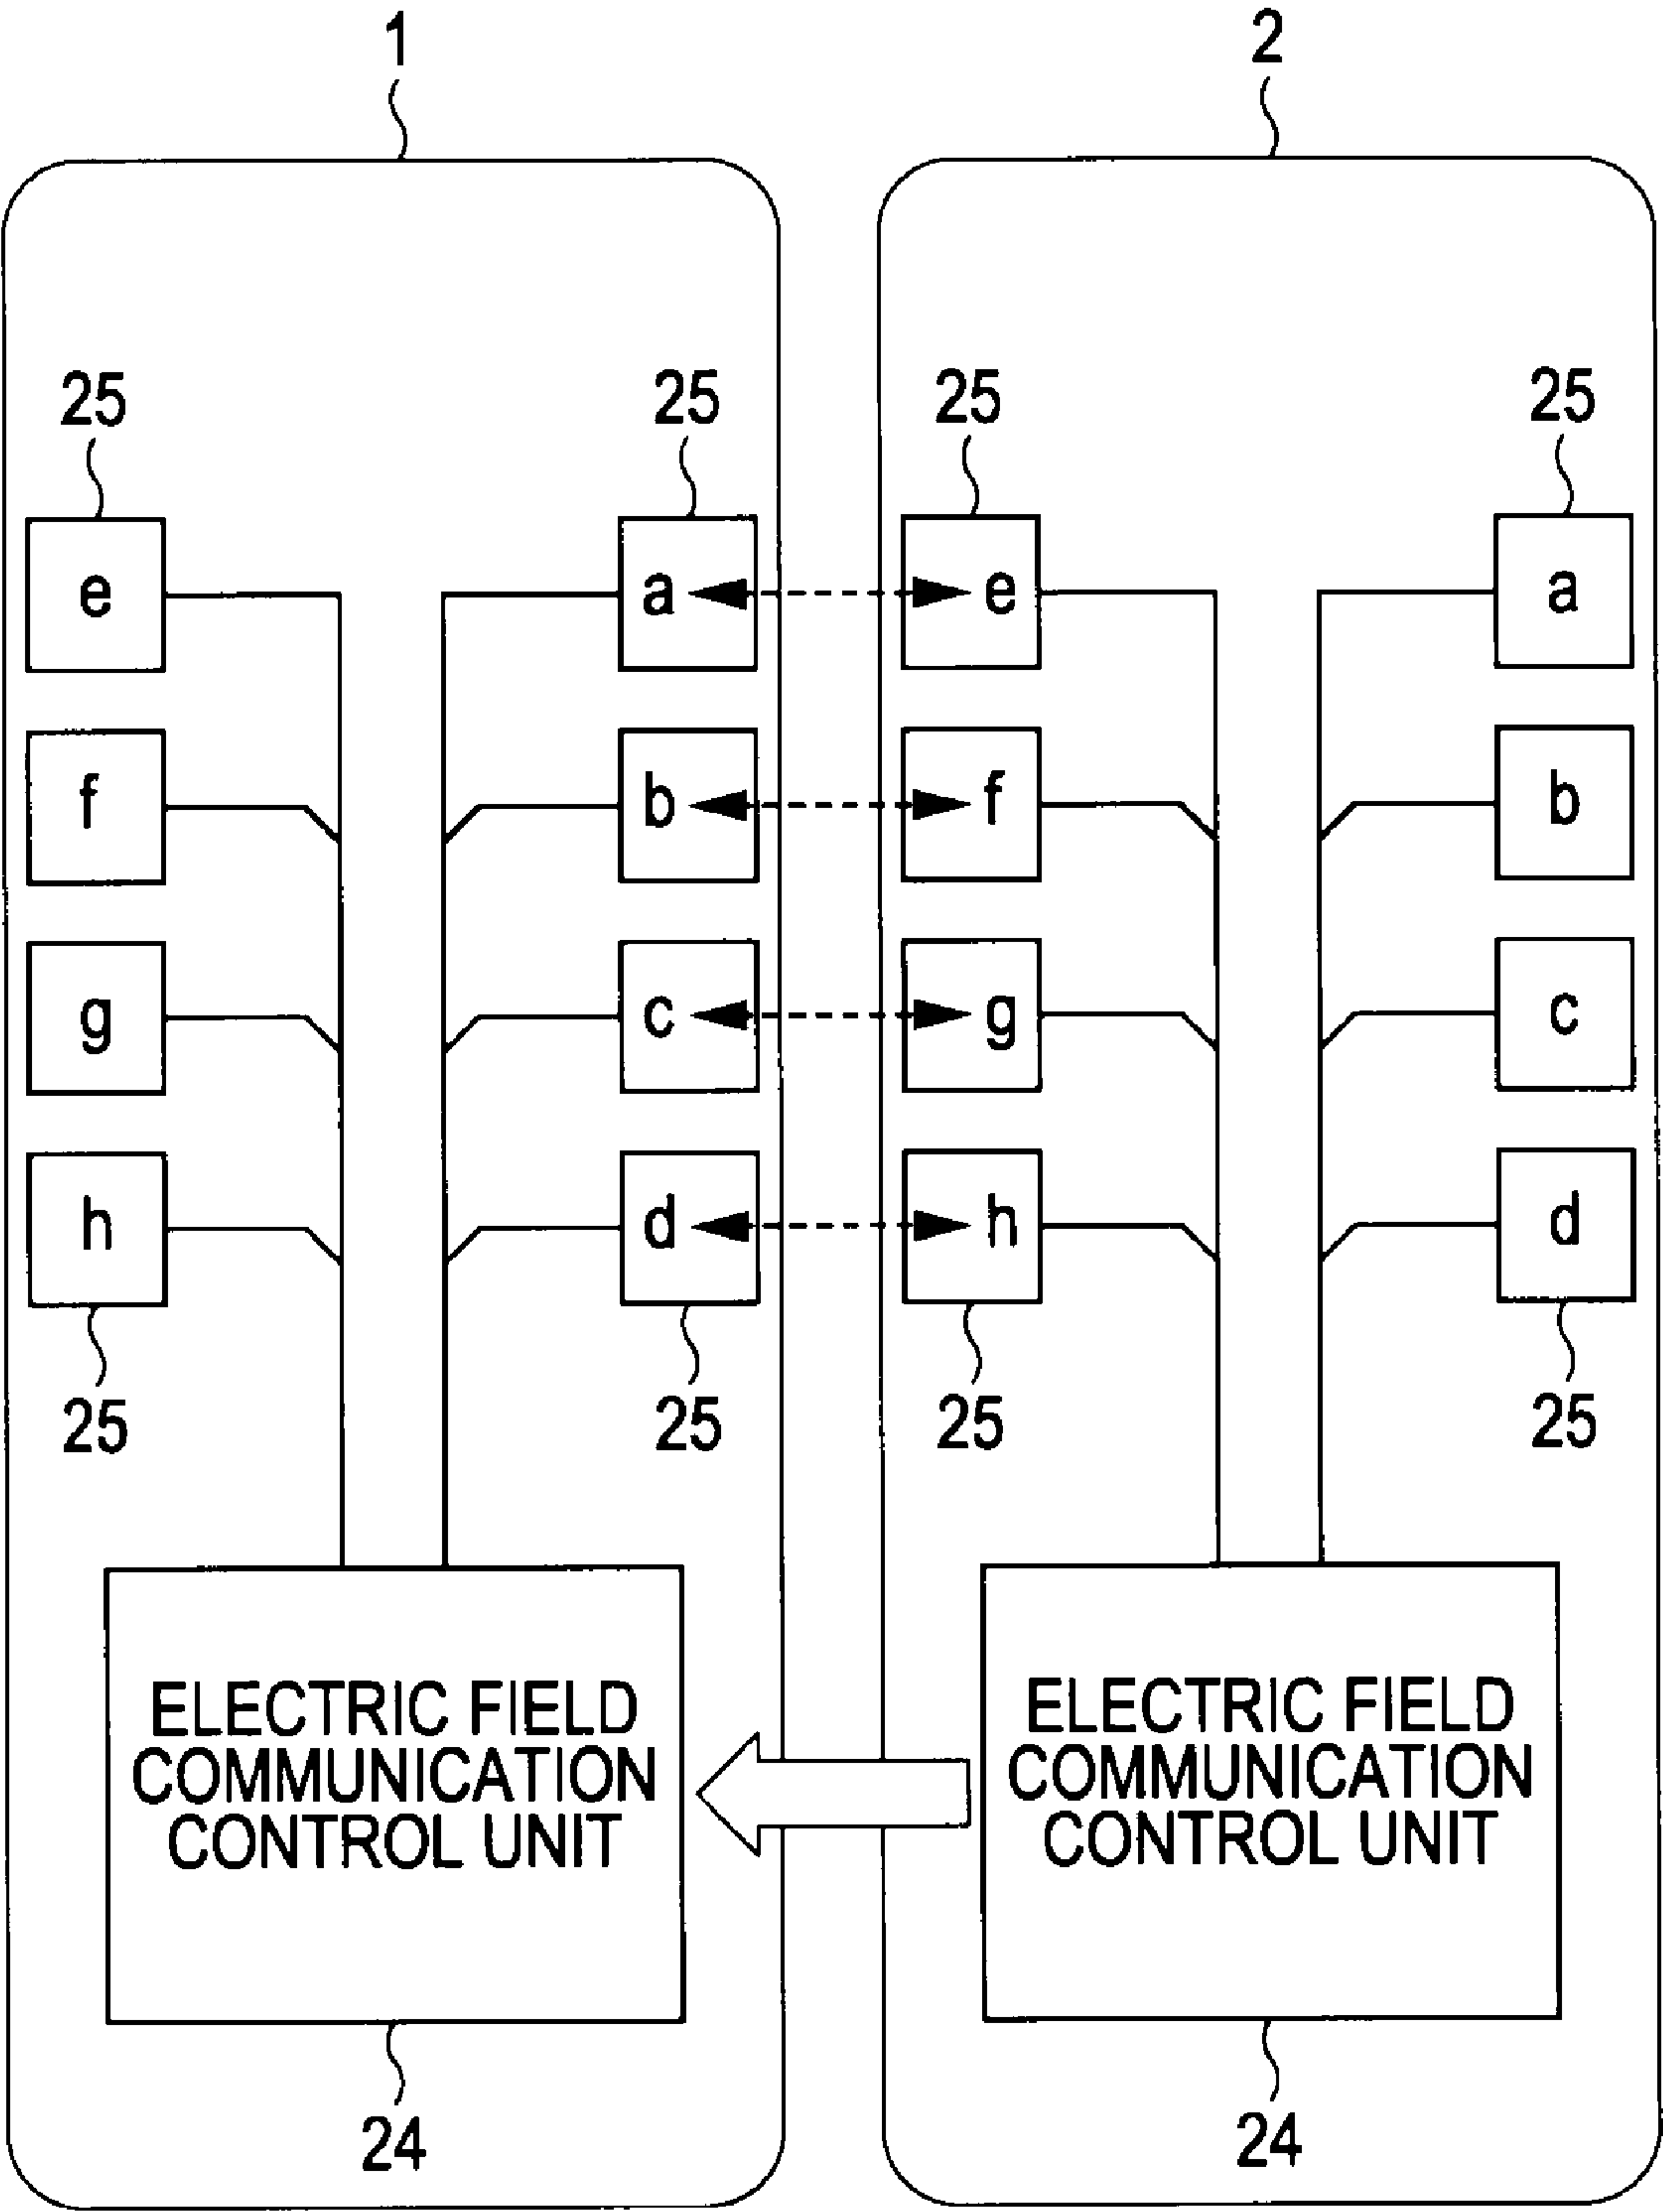 1 2
25 25 25 25
e a e a
f b f b
g c g c
h d h d
25 25 25 25
ELECTRIC FIELD
COMMUNICATION
CONTROL UNIT
ELECTRIC FIELD
COMMUNICATION
CONTROL UNIT
24 24